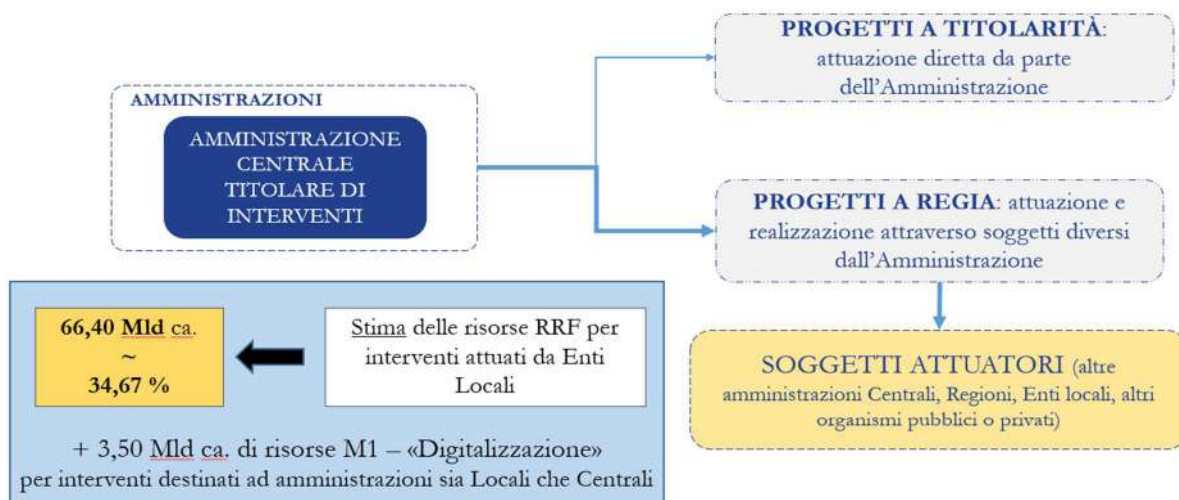 AMMINISTRAZIONI
AMMINISTRAZIONE
CENTRALE
TITOLARE DI
INTERVENTI
PROGETTI A TITOLARITÀ:
attuazione diretta da parte
dell’Amministrazione
PROGETTI A REGIA: attuazione e
realizzazione attraverso soggetti diversi
dall’Amministrazione
SOGGETTI ATTUATORI (altre
amministrazioni Centrali, Regioni, Enti locali, altri
organismi pubblici o privati)
66,40 Mld ca.
~
34,67 %
Stima delle risorse RRF per
interventi attuati da Enti
Locali
+ 3,50 Mld ca. di risorse M1 – «Digitalizzazione»
per interventi destinati ad amministrazioni sia Locali che Centrali